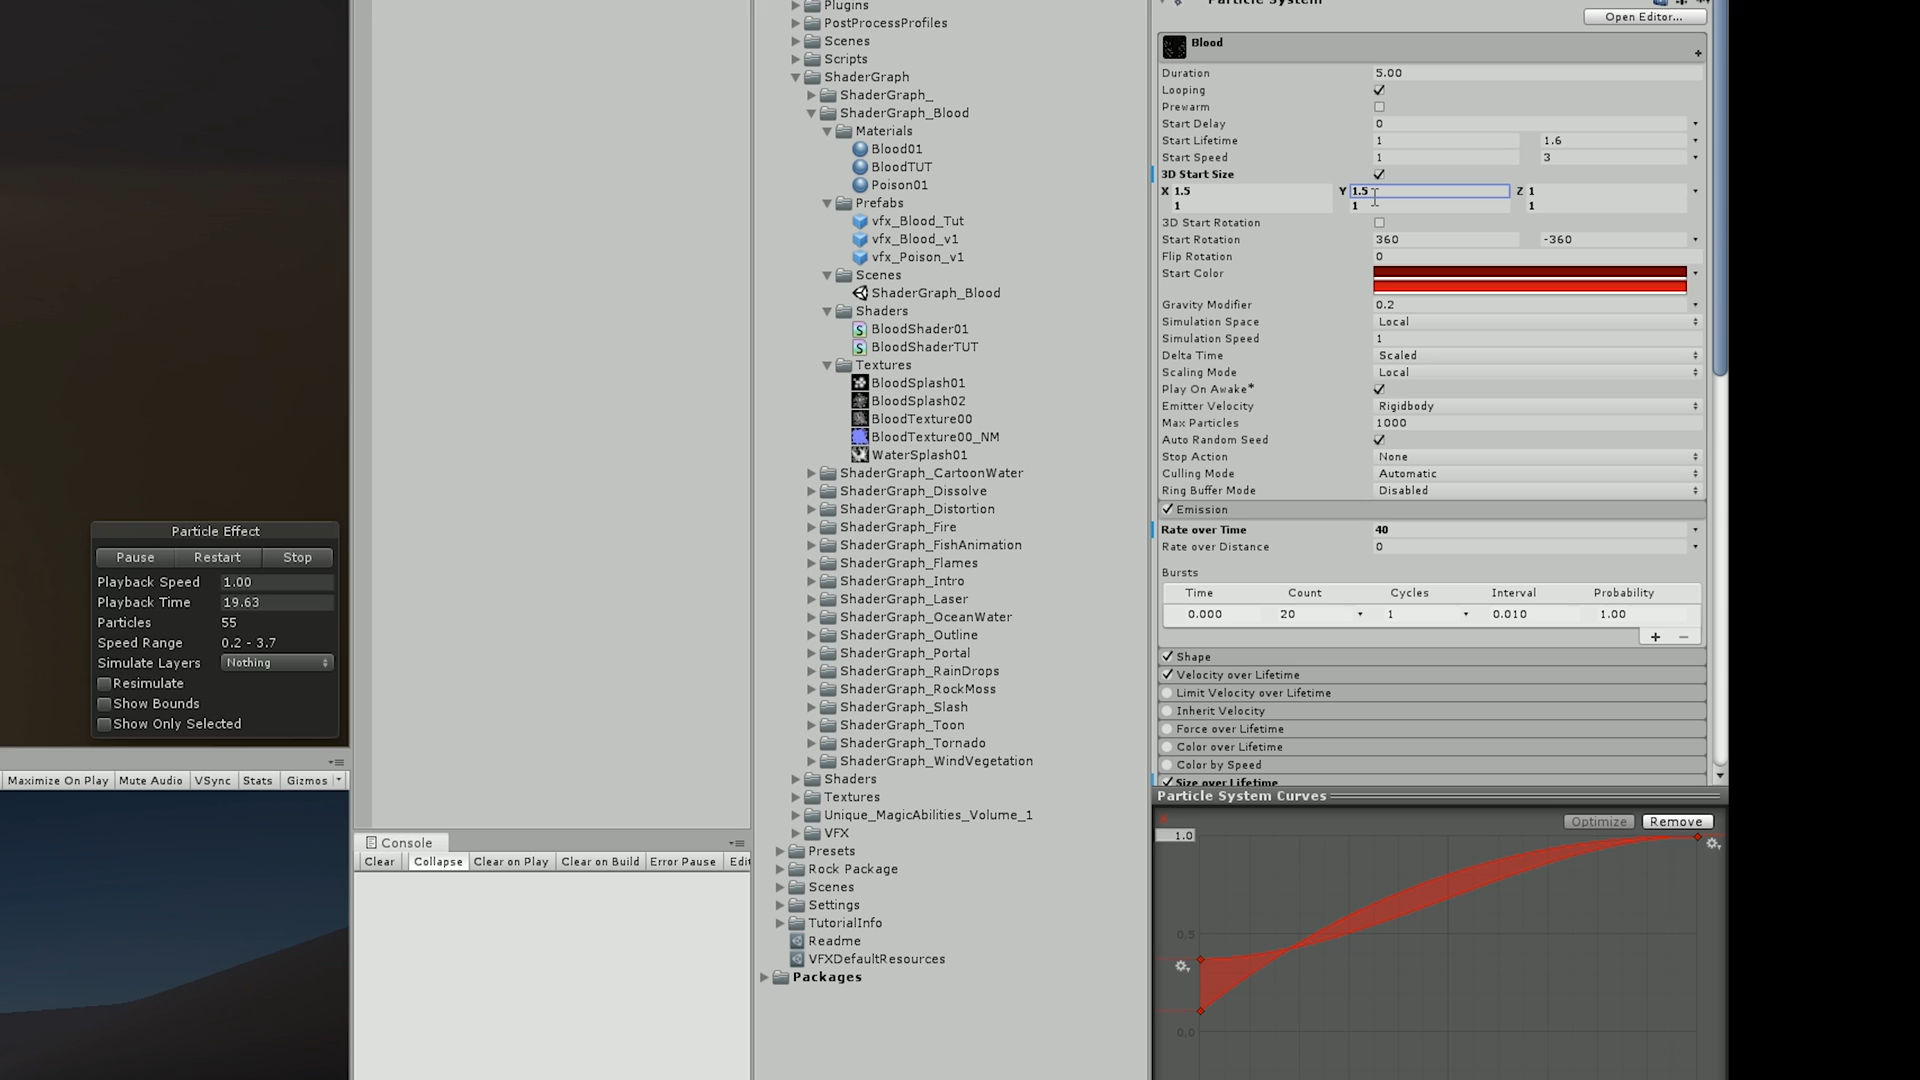 Particle Effect
Pause Restart Stop
Playback Speed 1.00
Playback Time 19.63
Particles 55
Speed Range 0.2 - 3.7
Simulate Layers Nothing
Resimulate
Show Bounds
Show Only Selected
Maximize On Play Mute Audio VSync Stats Gizmos
Console
Clear Collapse Clear on Play Clear on Build Error Pause Edit
Plugins
PostProcessProfiles
Scenes
Scripts
ShaderGraph
ShaderGraph_
ShaderGraph_Blood
Materials
Blood01
BloodTUT
Poison01
Prefabs
vfx_Blood_Tut
vfx_Blood_v1
vfx_Poison_v1
Scenes
ShaderGraph_Blood
Shaders
BloodShader01
BloodShaderTUT
Textures
BloodSplash01
BloodSplash02
BloodTexture00
BloodTexture00_NM
WaterSplash01
ShaderGraph_CartoonWater
ShaderGraph_Dissolve
ShaderGraph_Distortion
ShaderGraph_Fire
ShaderGraph_FishAnimation
ShaderGraph_Flames
ShaderGraph_Intro
ShaderGraph_Laser
ShaderGraph_OceanWater
ShaderGraph_Outline
ShaderGraph_Portal
ShaderGraph_RainDrops
ShaderGraph_RockMoss
ShaderGraph_Slash
ShaderGraph_Toon
ShaderGraph_Tornado
ShaderGraph_WindVegetation
Shaders
Textures
Unique_MagicAbilities_Volume_1
VFX
Presets
Rock Package
Scenes
Settings
TutorialInfo
Readme
VFXDefaultResources
Packages
Particle System
Open Editor...
Blood
Duration 5.00
Looping
Prewarm
Start Delay 0
Start Lifetime 1 1.6
Start Speed 1 3
3D Start Size
X 1.5 Y 1.5 Z 1
1 1 1
3D Start Rotation
Start Rotation 360 -360
Flip Rotation 0
Start Color
Gravity Modifier 0.2
Simulation Space Local
Simulation Speed 1
Delta Time Scaled
Scaling Mode Local
Play On Awake*
Emitter Velocity Rigidbody
Max Particles 1000
Auto Random Seed
Stop Action None
Culling Mode Automatic
Ring Buffer Mode Disabled
Emission
Rate over Time 40
Rate over Distance 0
Bursts
Time Count Cycles Interval Probability
0.000 20 1 0.010 1.00
Shape
Velocity over Lifetime
Limit Velocity over Lifetime
Inherit Velocity
Force over Lifetime
Color over Lifetime
Color by Speed
Size over Lifetime
Particle System Curves
Optimize Remove
1.0
0.5
0.0